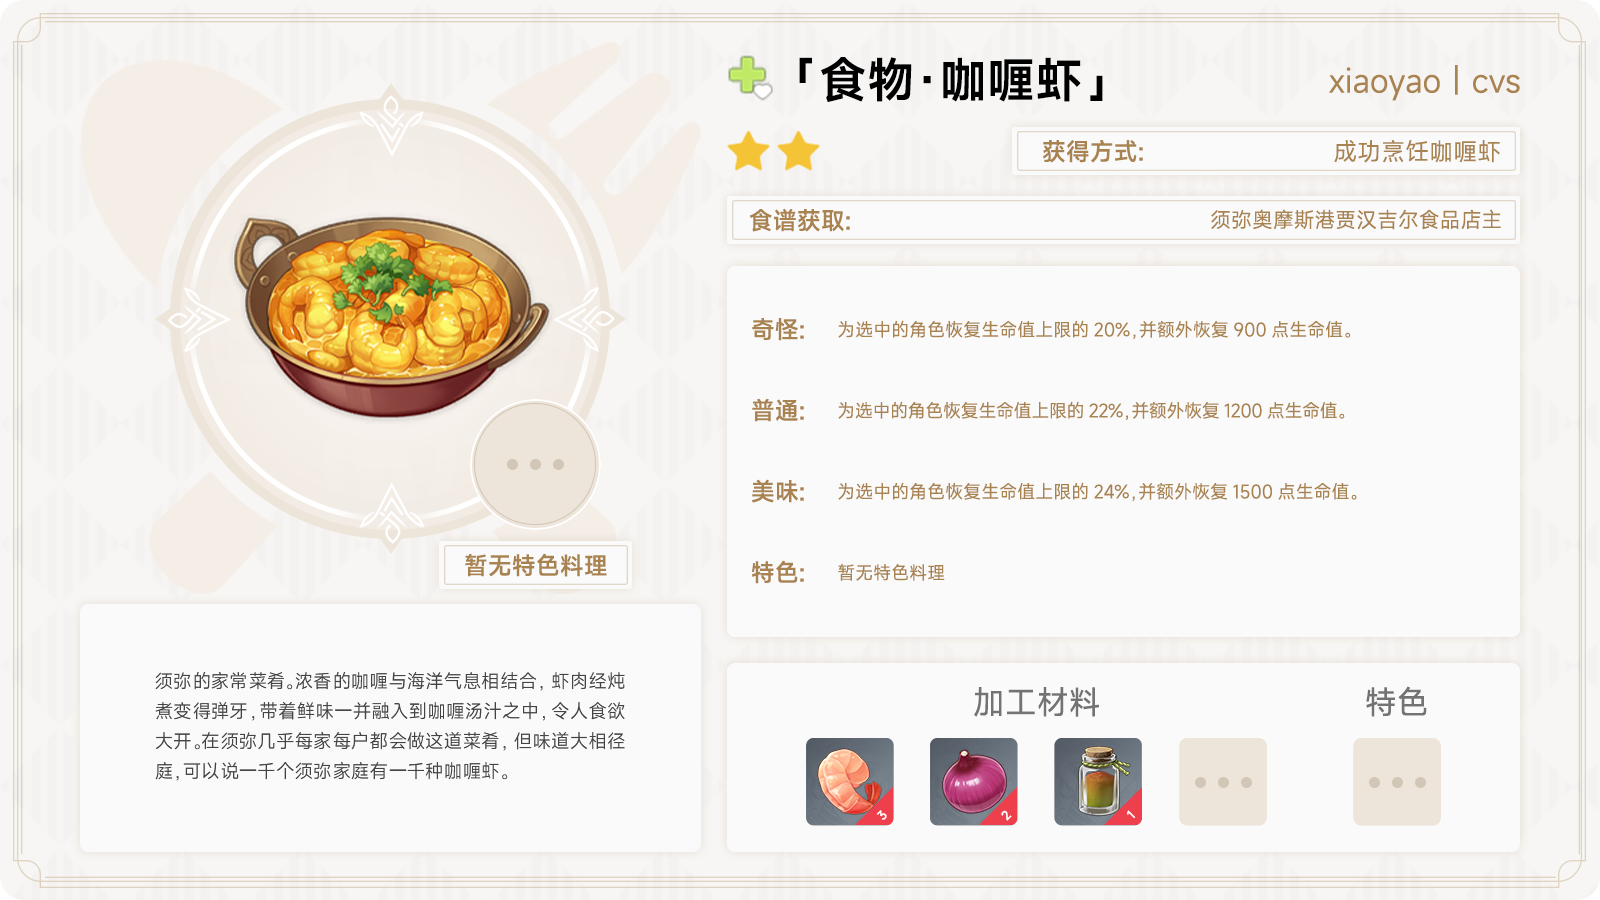 「食物·咖喱虾」
xiaoyao | cvs
获得方式:
成功烹饪咖喱虾
食谱获取:
须弥奥摩斯港贾汉吉尔食品店主
奇怪:
为选中的角色恢复生命值上限的 20%,并额外恢复 900 点生命值。
普通:
为选中的角色恢复生命值上限的 22%,并额外恢复 1200 点生命值。
美味:
为选中的角色恢复生命值上限的 24%,并额外恢复 1500 点生命值。
特色:
暂无特色料理
暂无特色料理
须弥的家常菜肴。浓香的咖喱与海洋气息相结合, 虾肉经炖
煮变得弹牙,带着鲜味一并融入到咖喱汤汁之中,令人食欲
大开。在须弥几乎每家每户都会做这道菜肴, 但味道大相径
庭,可以说一千个须弥家庭有一千种咖喱虾。
加工材料
特色
3
2
1